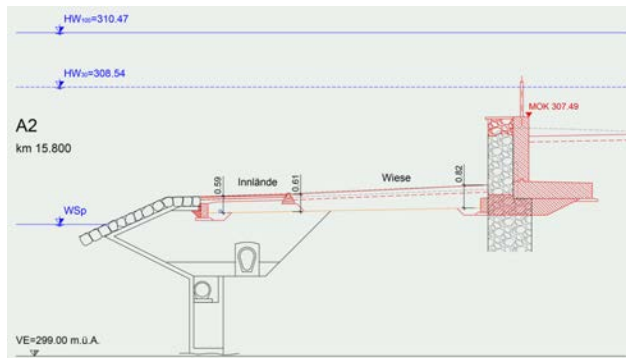 HW₁₀₀=310.47
HW₃₀=308.54
MOK 307.49
A2
km 15.800
0.59
Innlände
0.61
Wiese
0.82
WSp
VE=299.00 m.ü.A.